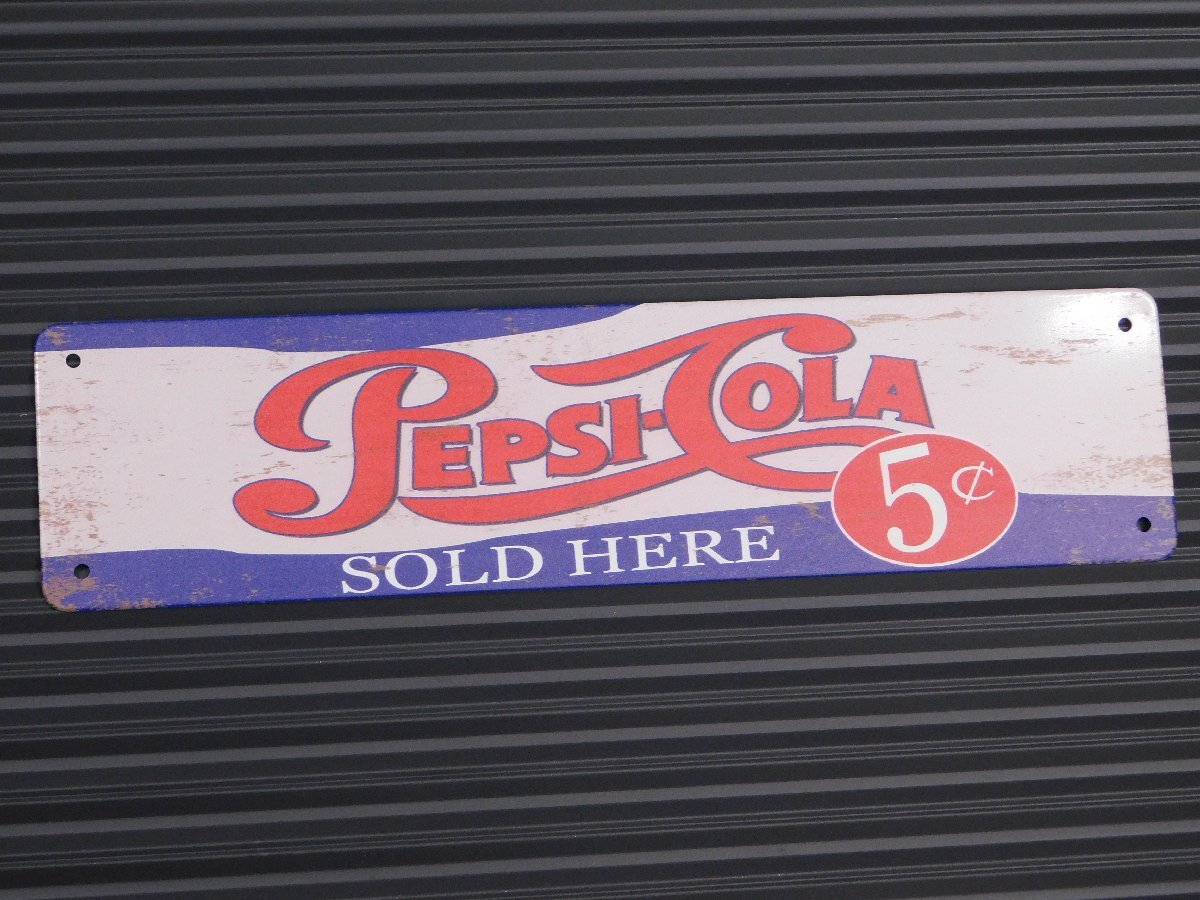 PEPSI-COLA
5¢
SOLD HERE